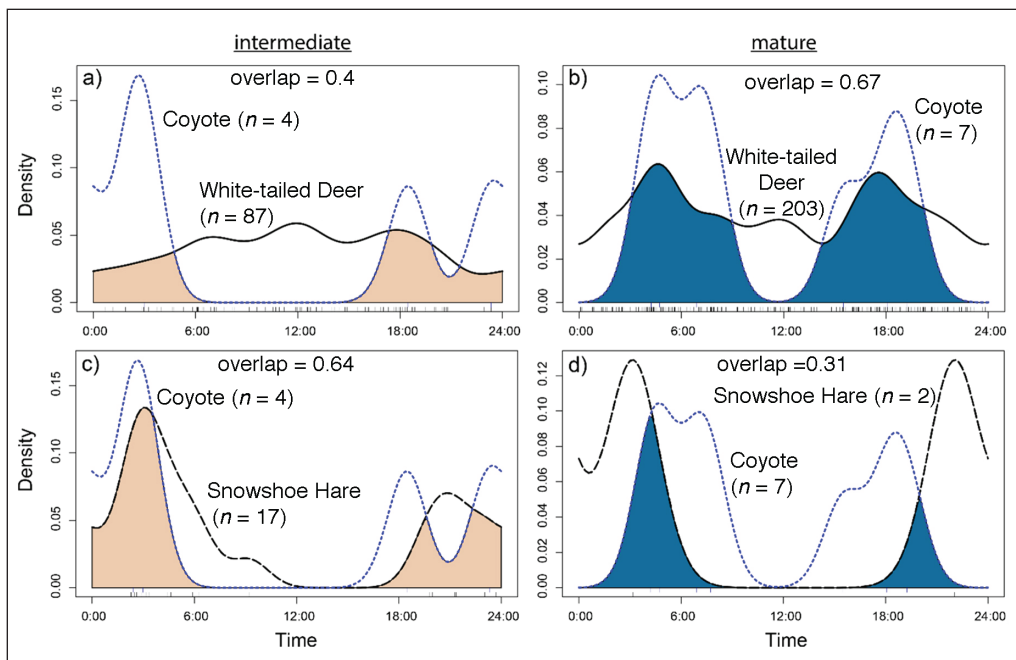 intermediate
mature
a)
overlap = 0.4
Coyote (n = 4)
White-tailed Deer
(n = 87)
Density
0.00
0.05
0.10
0.15
0:00
6:00
12:00
18:00
24:00
b)
overlap = 0.67
Coyote
(n = 7)
White-tailed
Deer
(n = 203)
0.00
0.02
0.04
0.06
0.08
0.10
0:00
6:00
12:00
18:00
24:00
c)
overlap = 0.64
Coyote (n = 4)
Snowshoe Hare
(n = 17)
Density
0.00
0.05
0.10
0.15
0:00
6:00
12:00
18:00
24:00
Time
d)
overlap =0.31
Snowshoe Hare (n = 2)
Coyote
(n = 7)
0.00
0.02
0.04
0.06
0.08
0.10
0.12
0:00
6:00
12:00
18:00
24:00
Time